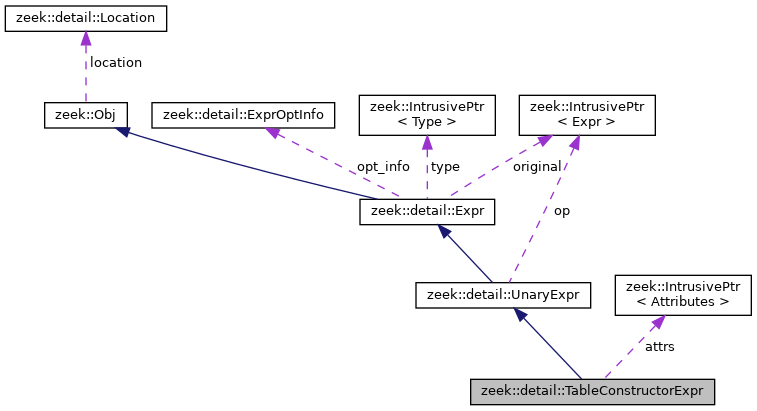 zeek::detail::Location
location
zeek::Obj
zeek::detail::ExprOptInfo
zeek::IntrusivePtr
< Type >
zeek::IntrusivePtr
< Expr >
opt_info
type
original
zeek::detail::Expr
op
zeek::detail::UnaryExpr
zeek::IntrusivePtr
< Attributes >
attrs
zeek::detail::TableConstructorExpr